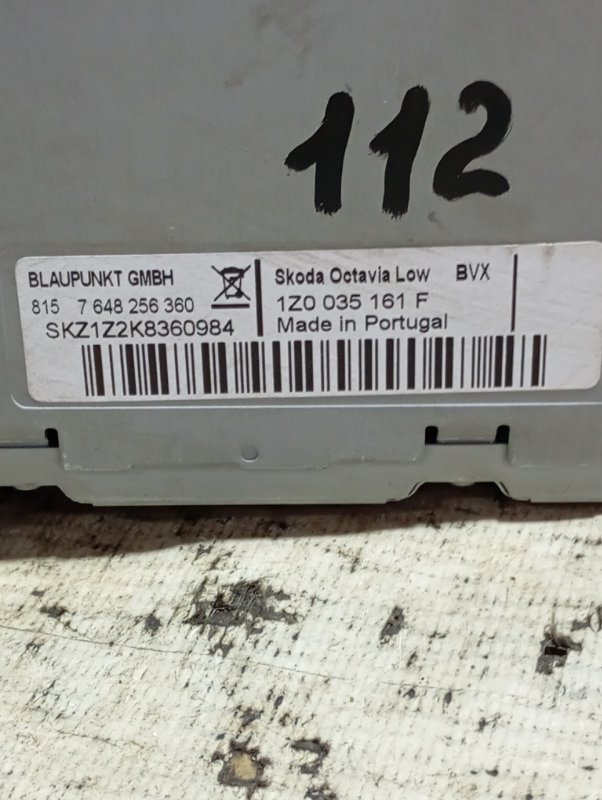 112
BLAUPUNKT GMBH
815 7 648 256 360
SKZ1Z2K8360984
Skoda Octavia Low BVX
1Z0 035 161 F
Made in Portugal